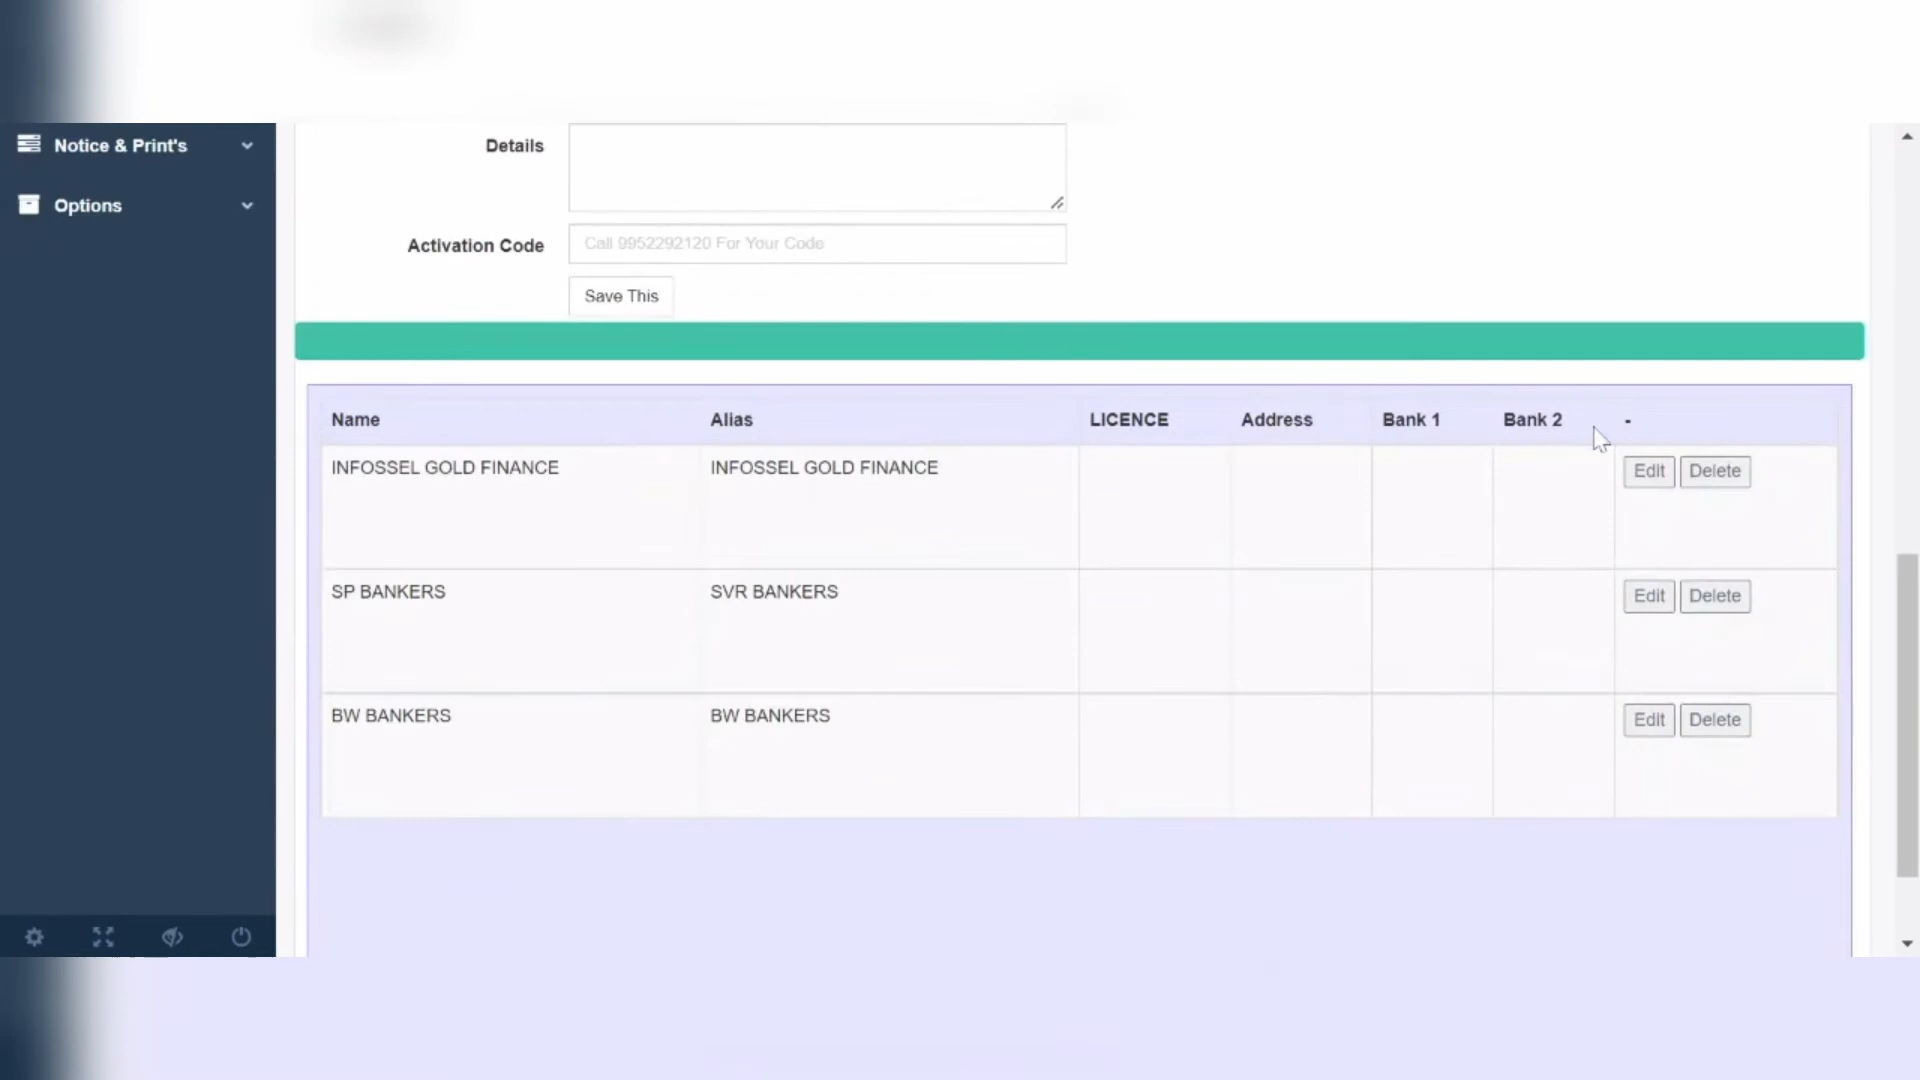 Notice & Print's
Options
Details
Activation Code
Call 9952292120 For Your Code
Save This
Name Alias LICENCE Address Bank 1 Bank 2 -
INFOSSEL GOLD FINANCE INFOSSEL GOLD FINANCE Edit Delete
SP BANKERS SVR BANKERS Edit Delete
BW BANKERS BW BANKERS Edit Delete